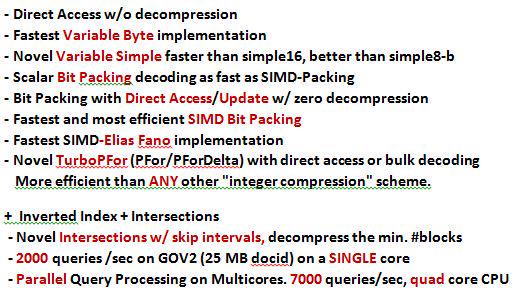 - Direct Access w/o decompression
- Fastest Variable Byte implementation
- Novel Variable Simple faster than simple16, better than simple8-b
- Scalar Bit Packing decoding as fast as SIMD-Packing
- Bit Packing with Direct Access/Update w/ zero decompression
- Fastest and most efficient SIMD Bit Packing
- Fastest SIMD-Elias Fano implementation
- Novel TurboPFor (PFor/PForDelta) with direct access or bulk decoding
More efficient than ANY other "integer compression" scheme.
+ Inverted Index + Intersections
- Novel Intersections w/ skip intervals, decompress the min. #blocks
- 2000 queries /sec on GOV2 (25 MB docid) on a SINGLE core
- Parallel Query Processing on Multicores. 7000 queries/sec, quad core CPU